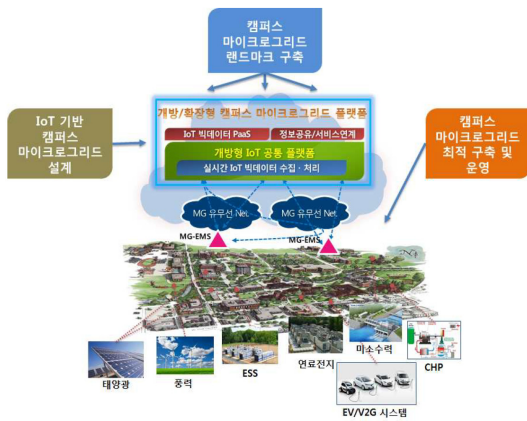 캠퍼스
마이크로그리드
랜드마크 구축
IoT 기반
캠퍼스
마이크로그리드
설계
개방/확장형 캠퍼스 마이크로그리드 플랫폼
IoT 빅데이터 PaaS
정보공유/서비스연계
개방형 IoT 공통 플랫폼
실시간 IoT 빅데이터 수집 - 처리
캠퍼스
마이크로그리드
최적 구축 및
운영
MG 유무선 Net.
MG 유무선 Net.
MG-EMS
MG-EMS
태양광
풍력
ESS
연료전지
미소수력
CHP
EV/V2G 시스템